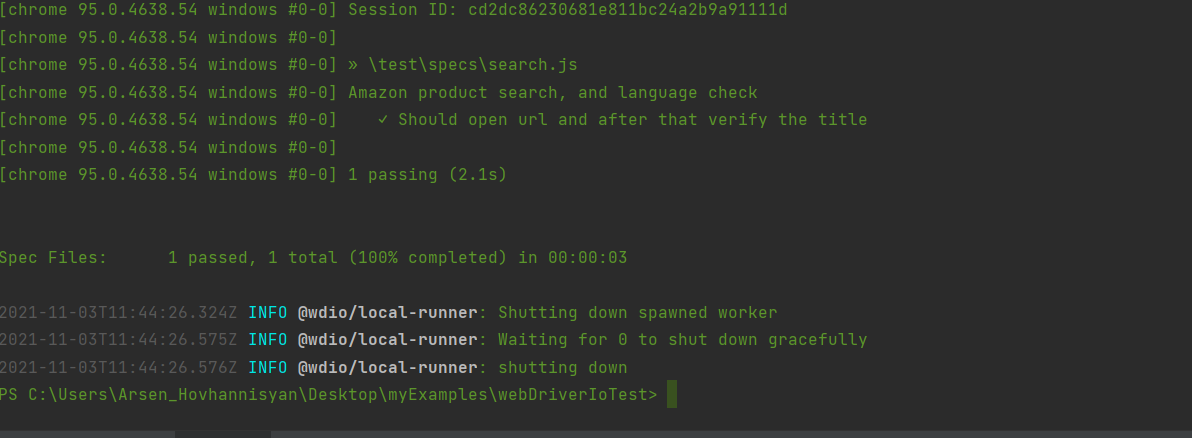 [chrome 95.0.4638.54 windows #0-0] Session ID: cd2dc86230681e811bc24a2b9a91111d
[chrome 95.0.4638.54 windows #0-0]
[chrome 95.0.4638.54 windows #0-0] » \test\specs\search.js
[chrome 95.0.4638.54 windows #0-0] Amazon product search, and language check
[chrome 95.0.4638.54 windows #0-0]    ✓ Should open url and after that verify the title
[chrome 95.0.4638.54 windows #0-0]
[chrome 95.0.4638.54 windows #0-0] 1 passing (2.1s)
Spec Files:      1 passed, 1 total (100% completed) in 00:00:03
2021-11-03T11:44:26.324Z INFO @wdio/local-runner: Shutting down spawned worker
2021-11-03T11:44:26.575Z INFO @wdio/local-runner: Waiting for 0 to shut down gracefully
2021-11-03T11:44:26.576Z INFO @wdio/local-runner: shutting down
PS C:\Users\Arsen_Hovhannisyan\Desktop\myExamples\webDriverIoTest>